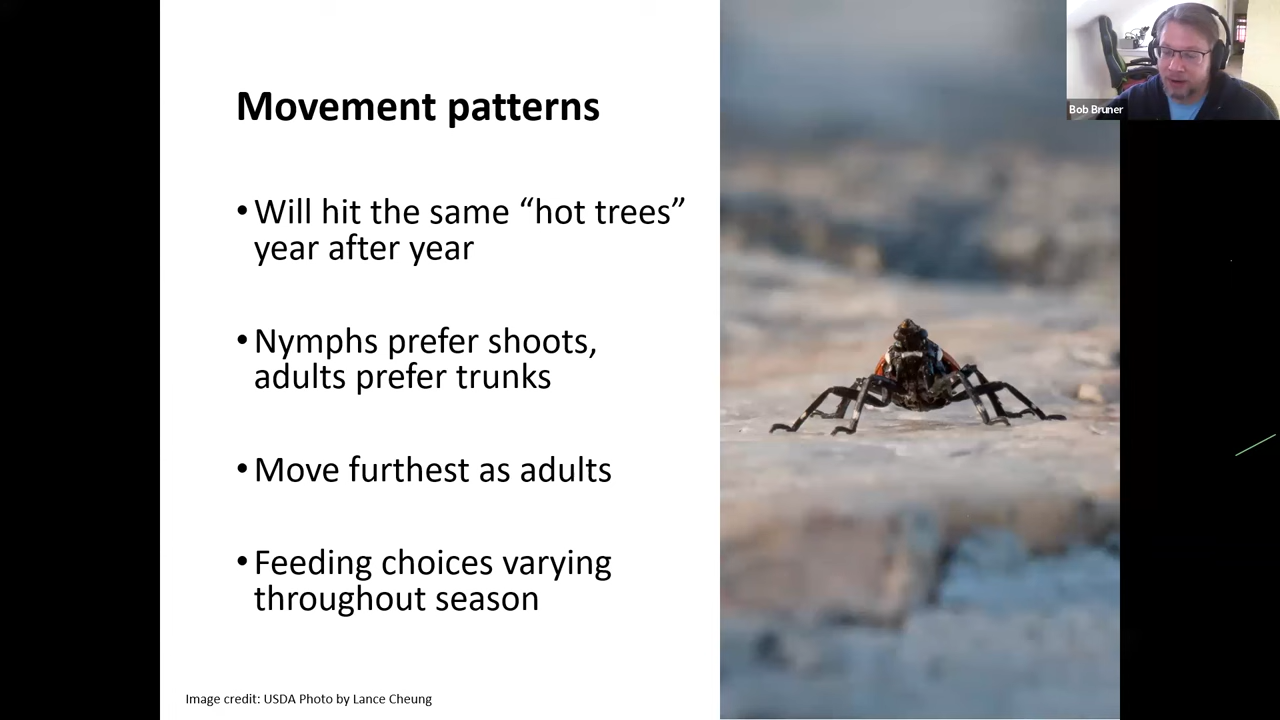 Movement patterns
• Will hit the same “hot trees”
year after year
• Nymphs prefer shoots,
adults prefer trunks
• Move furthest as adults
• Feeding choices varying
throughout season
Image credit: USDA Photo by Lance Cheung
Bob Bruner